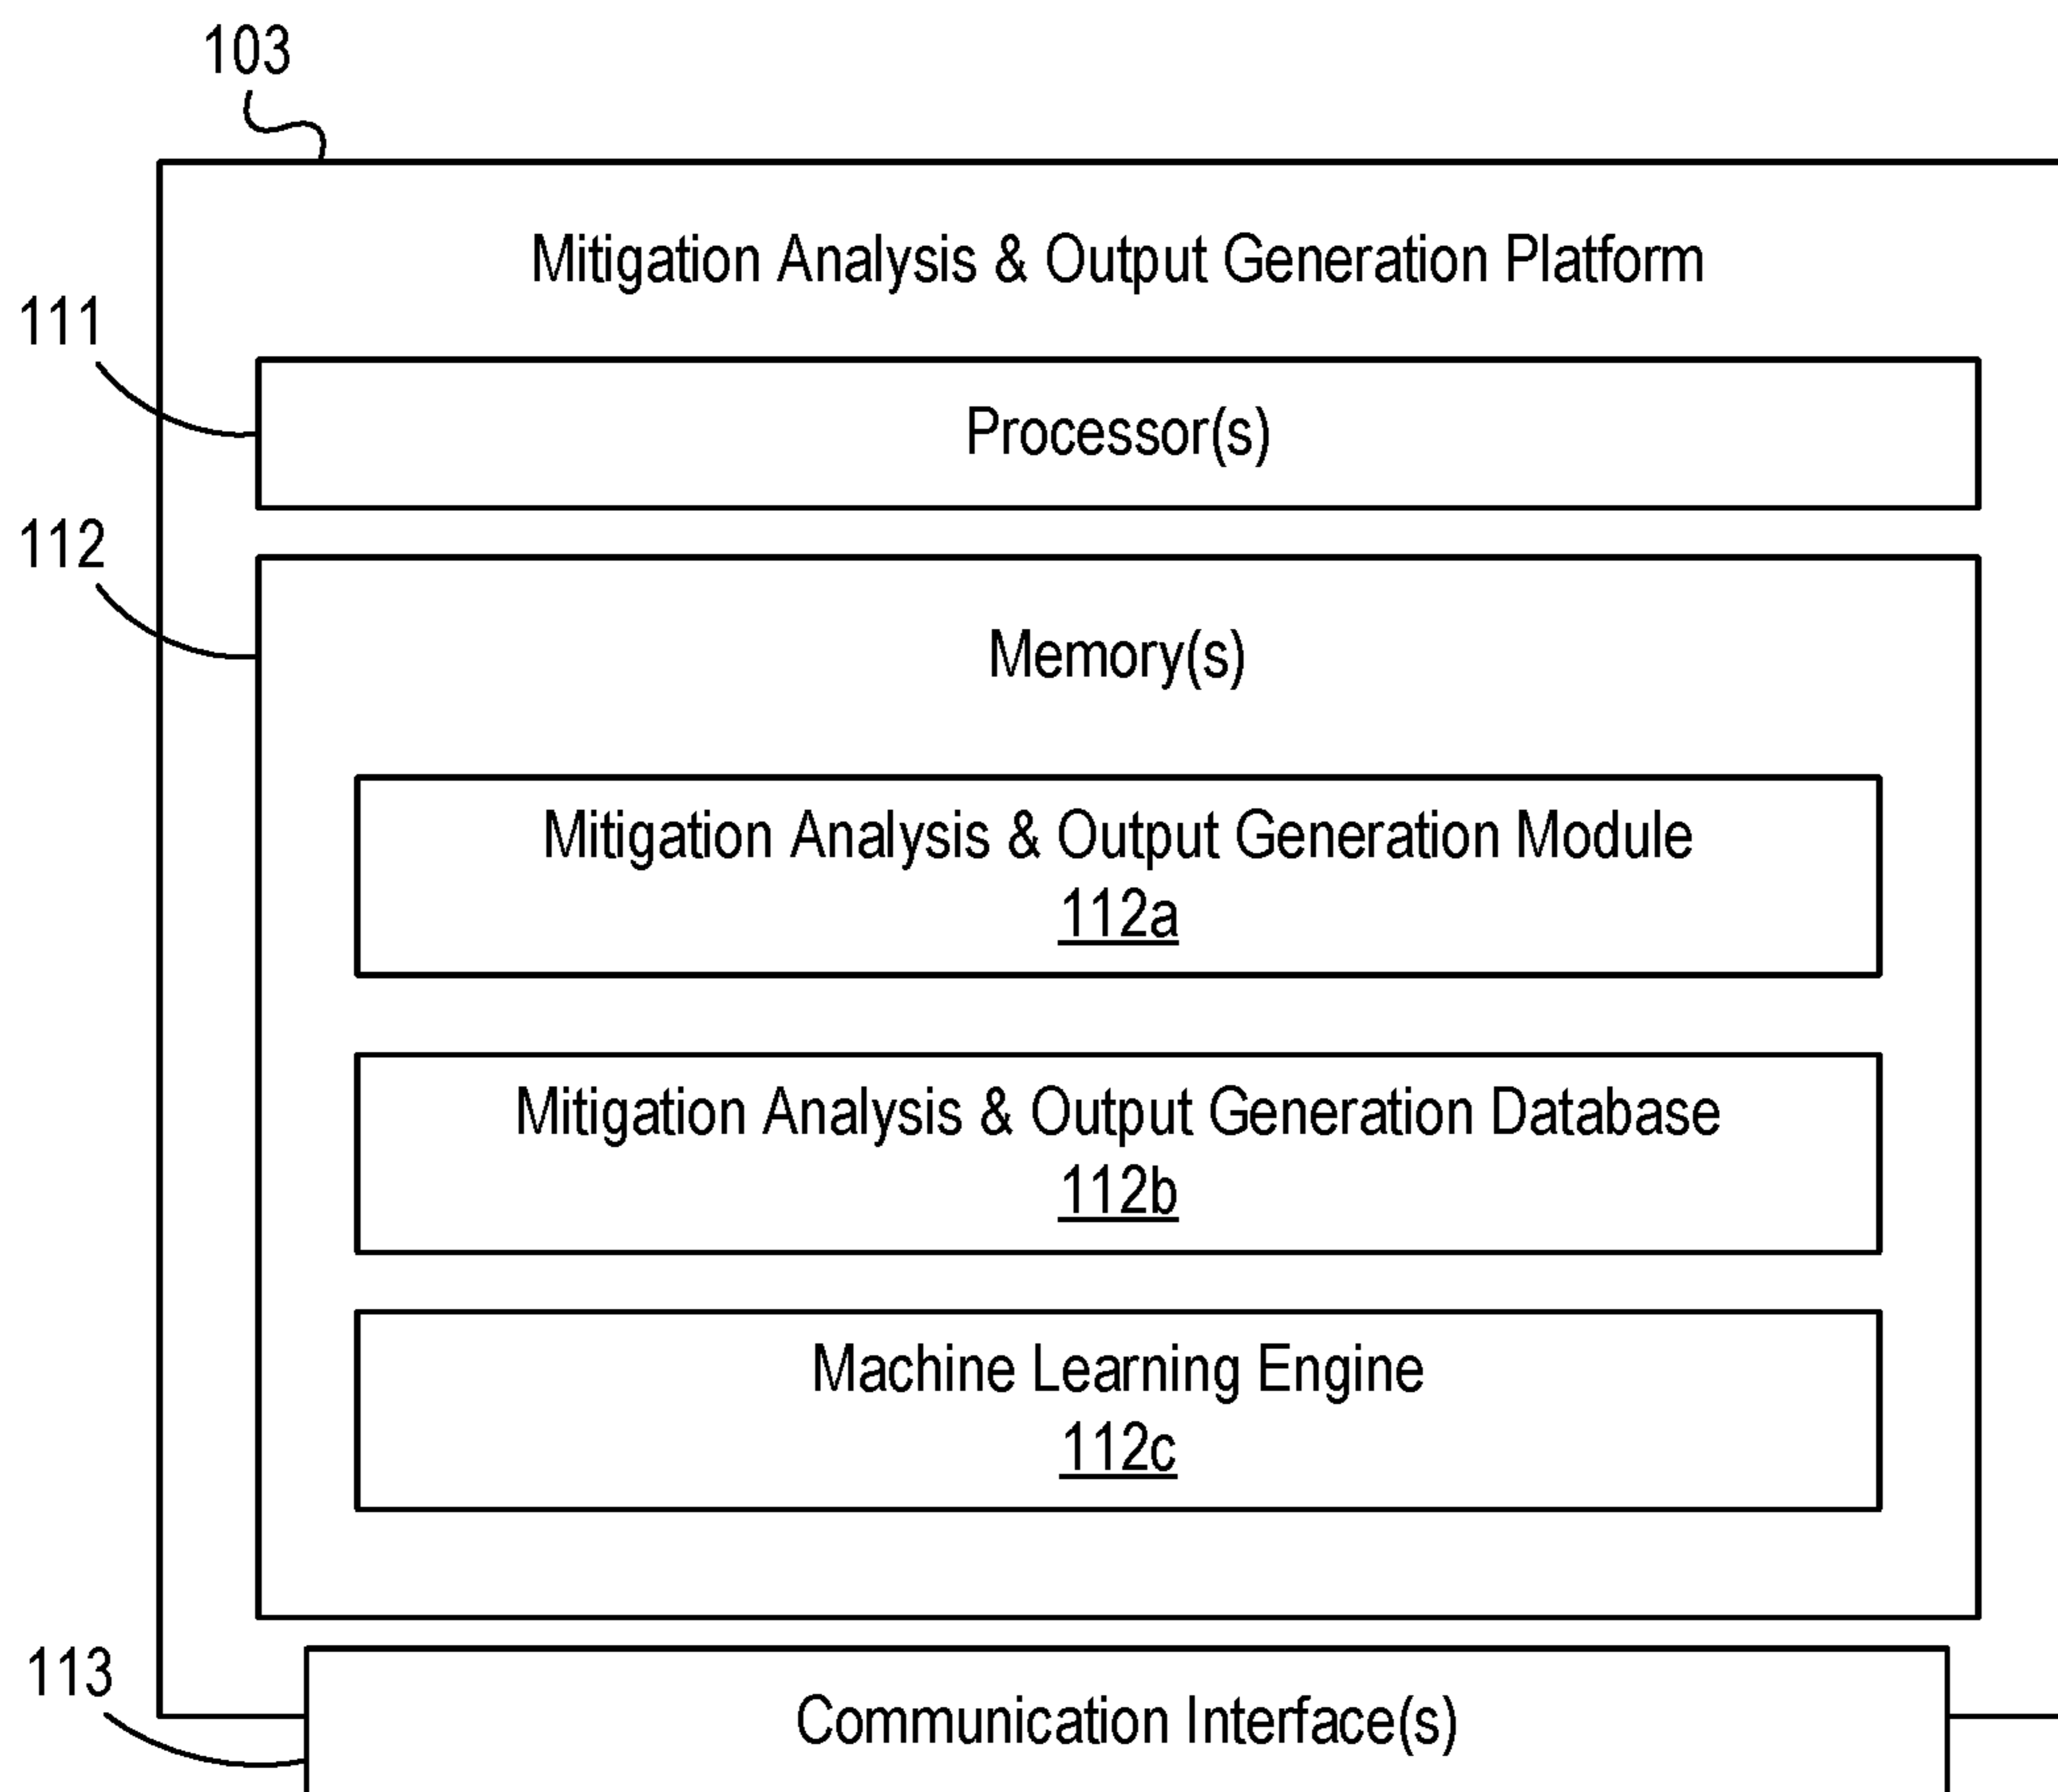 103
Mitigation Analysis & Output Generation Platform
111
Processor(s)
112
Memory(s)
Mitigation Analysis & Output Generation Module
112a
Mitigation Analysis & Output Generation Database
112b
Machine Learning Engine
112c
113
Communication Interface(s)